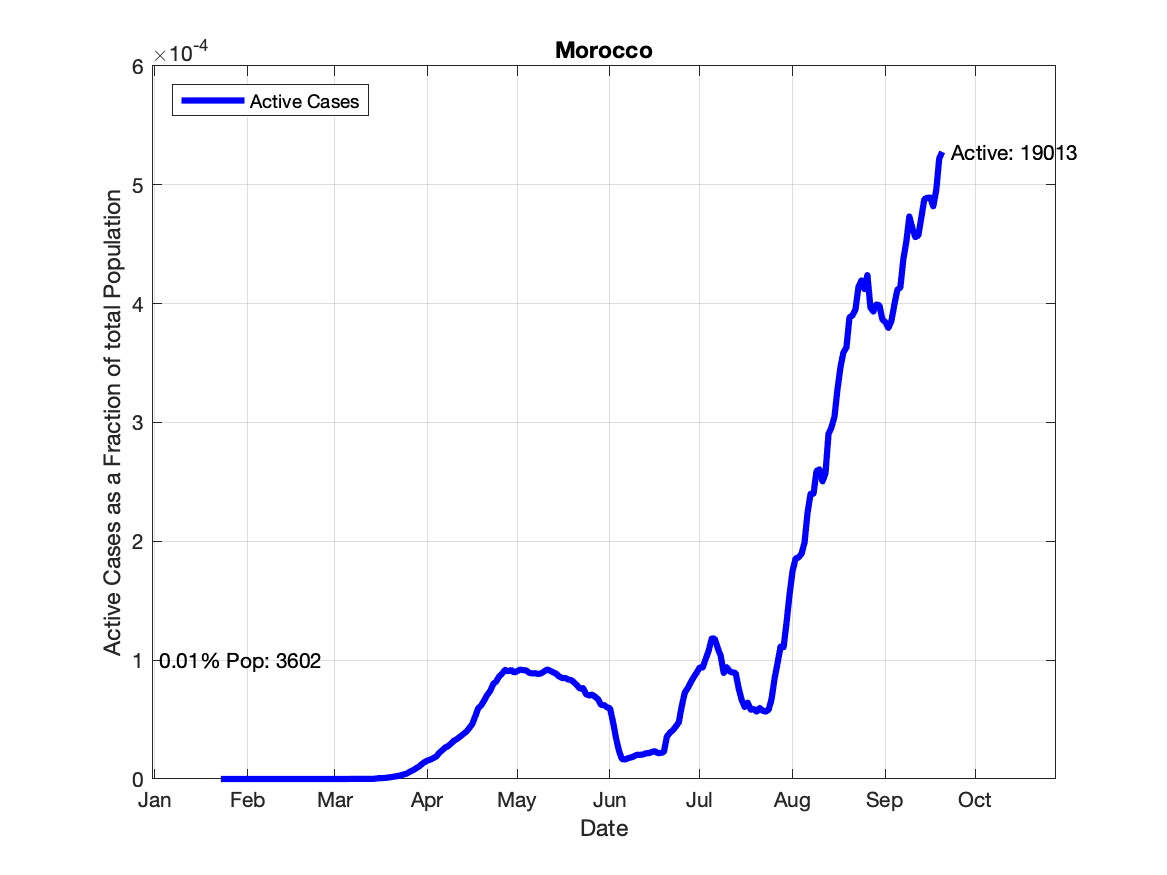 Morocco
×10-4
Active Cases
6
5
4
3
2
1
0
Active Cases as a Fraction of total Population
Active: 19013
0.01% Pop: 3602
Jan Feb Mar Apr May Jun Jul Aug Sep Oct
Date